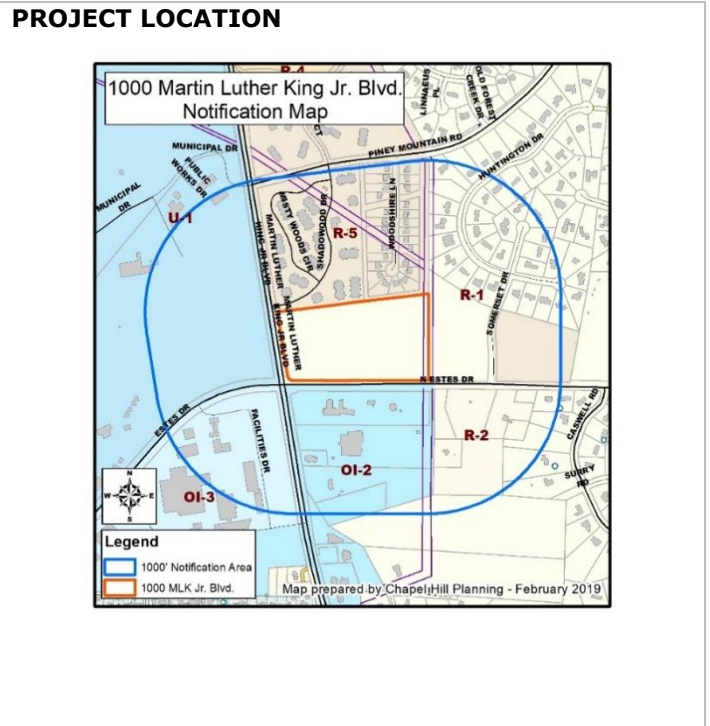 PROJECT LOCATION
R-4
1000 Martin Luther King Jr. Blvd.
Notification Map
LINNAEUS
PL
OLD FOREST
CREEK DR
CT
MUNICIPAL DR
PINEY MOUNTAIN RD
HUNTINGTON DR
PUBLIC
WORKS DR
MUNICIPAL
DR
U-1
MISTY WOODS CIR
SHADOWOOD DR
WOODSHIRE LN
R-5
MARTIN LUTHER
KING JR BLVD
R-1
SOMERSET DR
MARTIN LUTHER
KING JR BLVD
N ESTES DR
ESTES DR
FACILITIES DR
CASWELL RD
R-2
OI-2
SURRY
RD
OI-3
N
W E
S
Legend
1000' Notification Area
1000 MLK Jr. Blvd.
Map prepared by Chapel Hill Planning - February 2019